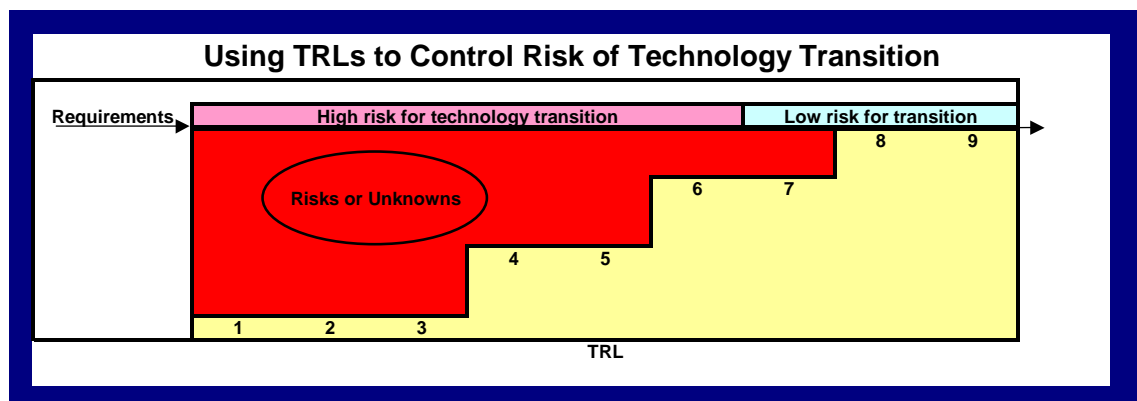 Using TRLs to Control Risk of Technology Transition
Requirements
High risk for technology transition
Low risk for transition
8 9
Risks or Unknowns
6 7
4 5
1 2 3
TRL